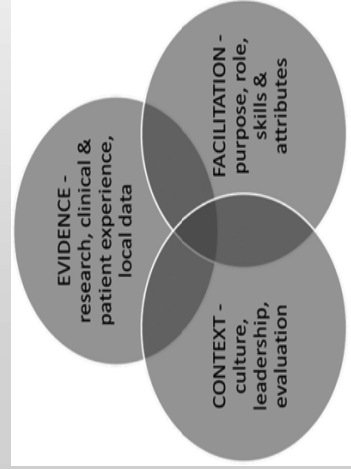 EVIDENCE -
research, clinical &
patient experience,
local data
CONTEXT -
culture,
leadership,
evaluation
FACILITATION -
purpose, role,
skills &
attributes